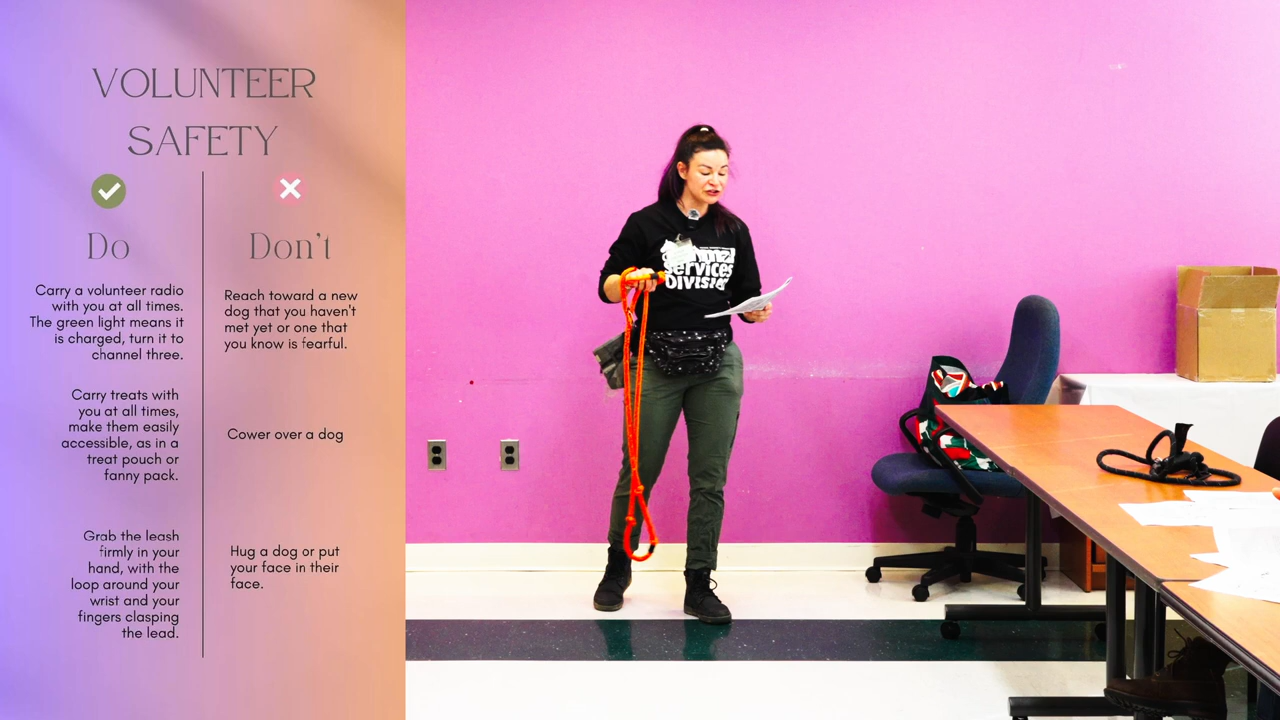 VOLUNTEER
SAFETY
Do
Carry a volunteer radio
with you at all times.
The green light means it
is charged, turn it to
channel three.
Carry treats with
you at all times,
make them easily
accessible, as in a
treat pouch or
fanny pack.
Grab the leash
firmly in your
hand, with the
loop around your
wrist and your
fingers clasping
the lead.
Don't
Reach toward a new
dog that you haven't
met yet or one that
you know is fearful.
Cower over a dog
Hug a dog or put
your face in their
face.
Services
Division